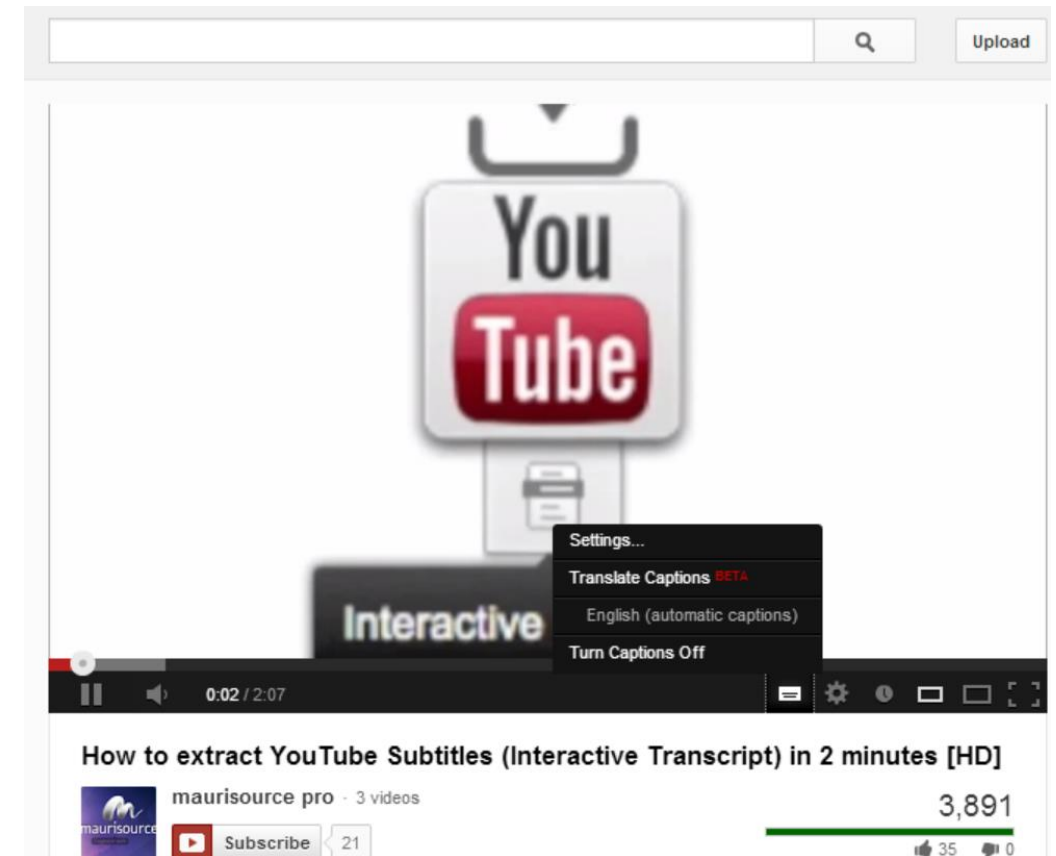 Upload
You
Tube
Interactive
Settings...
Translate Captions BETA
English (automatic captions)
Turn Captions Off
0:02 / 2:07
How to extract YouTube Subtitles (Interactive Transcript) in 2 minutes [HD]
maurisource
maurisource pro · 3 videos
3,891
Subscribe 21
35 0